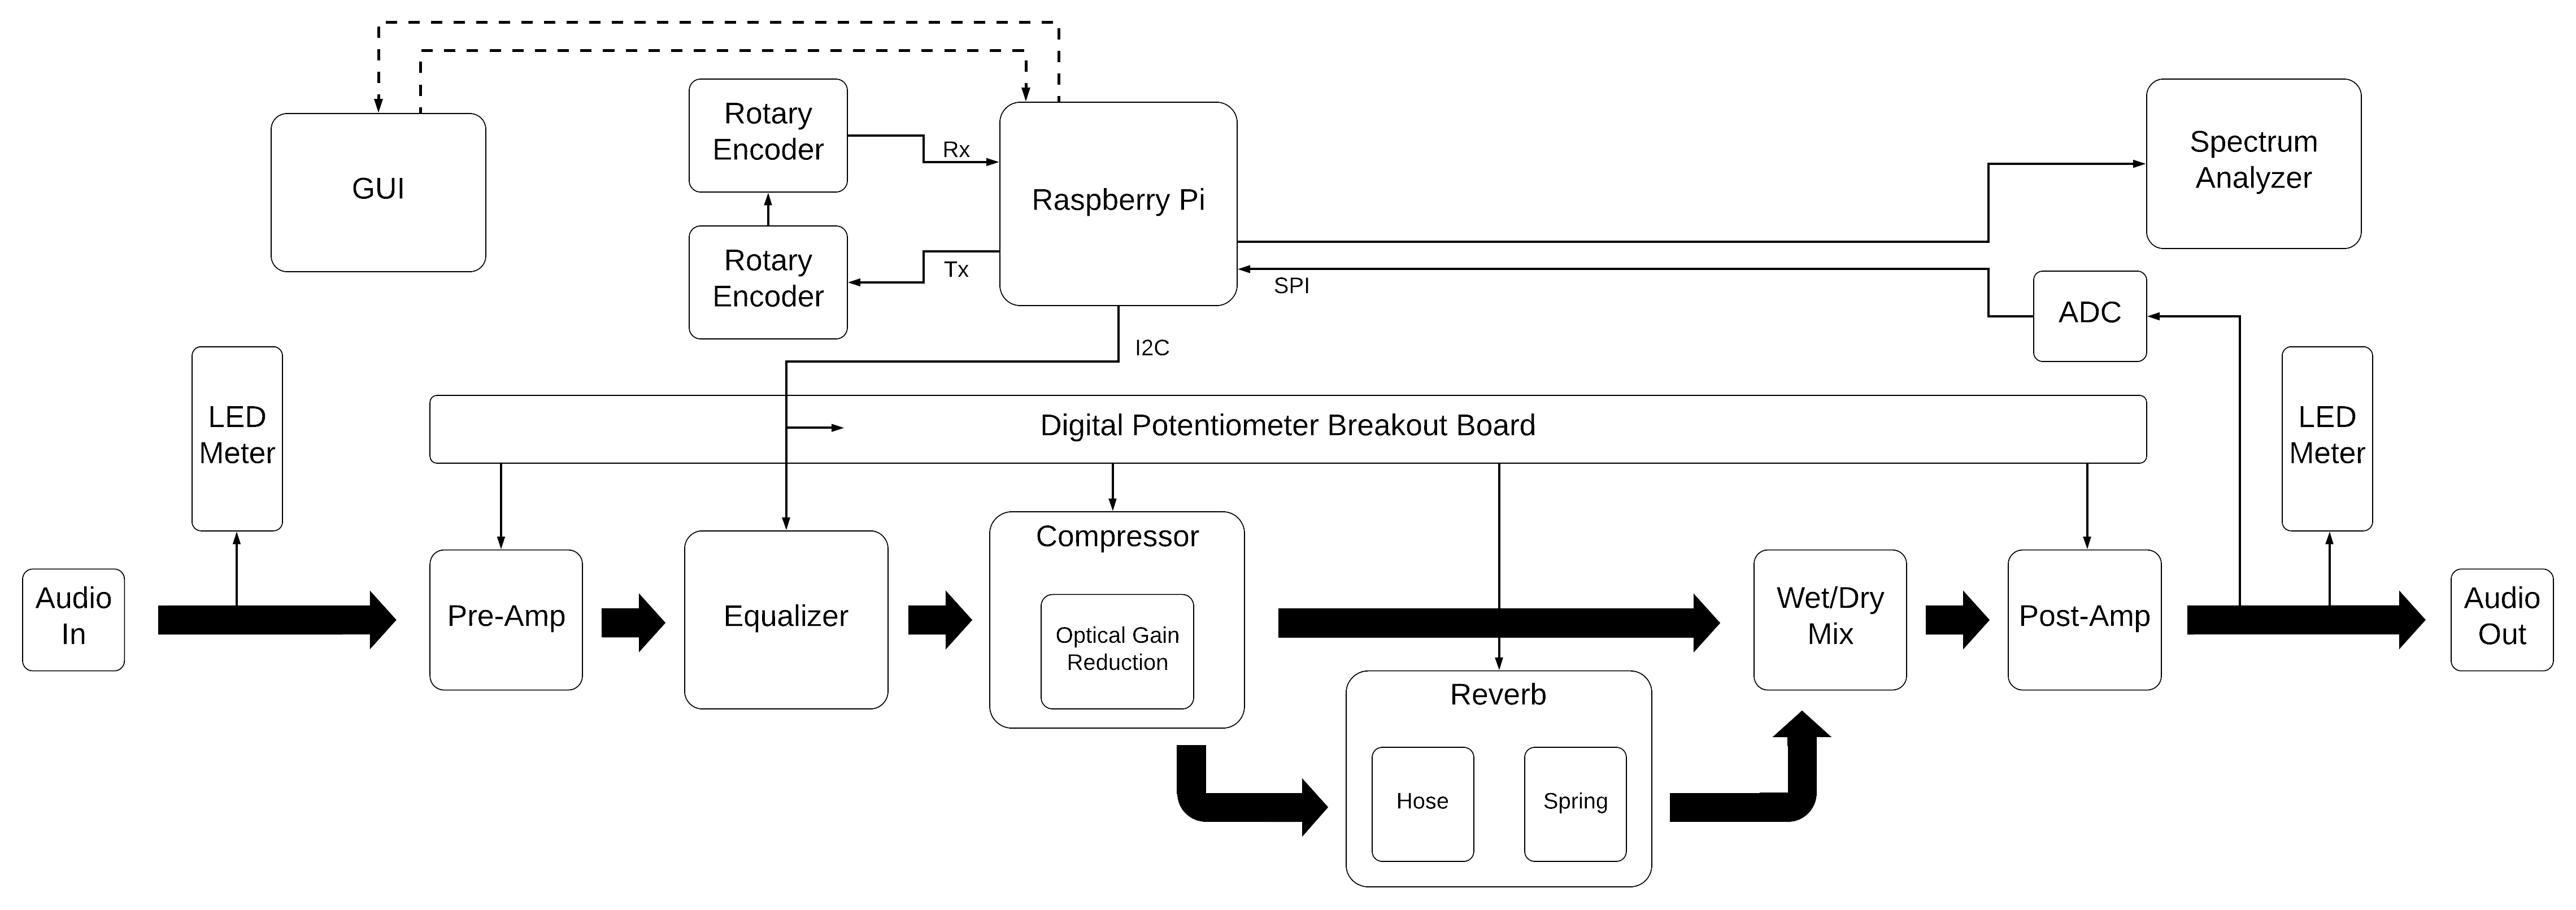 GUI
Rotary
Encoder
Rx
Raspberry Pi
Spectrum
Analyzer
Rotary
Encoder
Tx
SPI
ADC
I2C
LED
Meter
Digital Potentiometer Breakout Board
LED
Meter
Audio
In
Pre-Amp
Equalizer
Compressor
Optical Gain
Reduction
Wet/Dry
Mix
Post-Amp
Audio
Out
Reverb
Hose
Spring